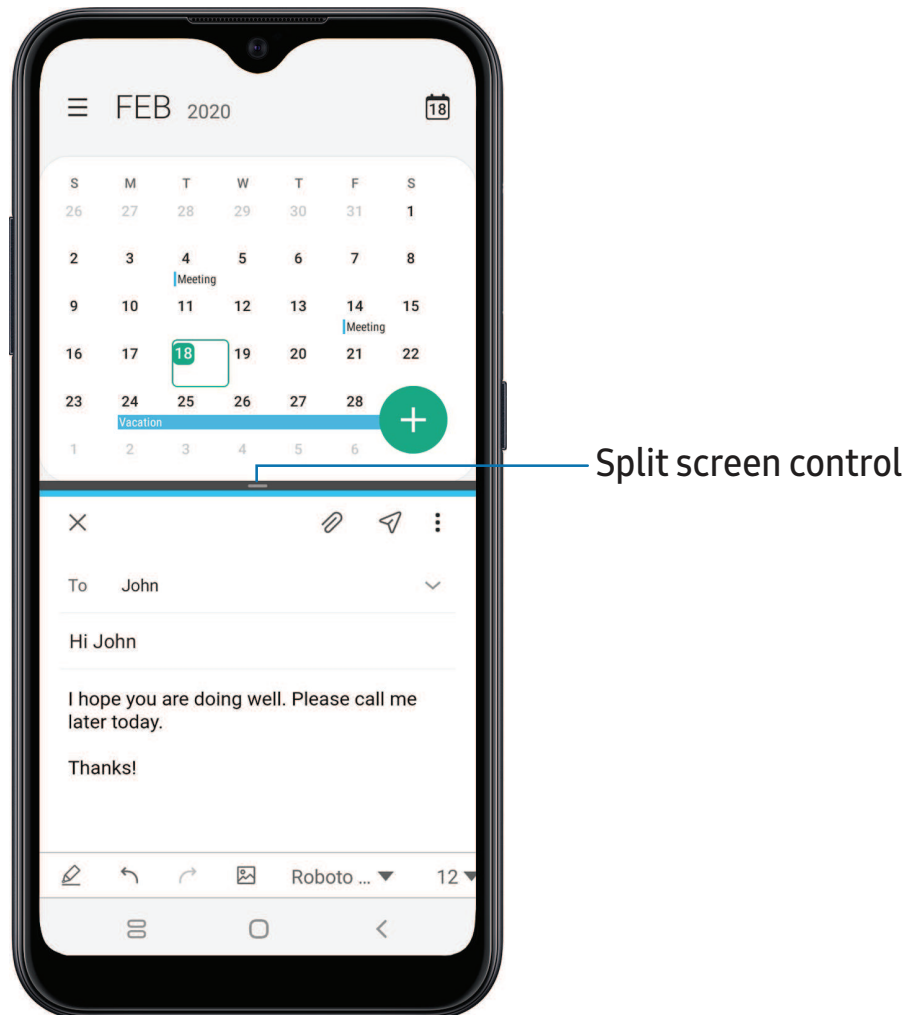 FEB 2020 18
S M T W T F S
26 27 28 29 30 31 1
2 3 4 5 6 7 8
Meeting
9 10 11 12 13 14 15
Meeting
16 17 18 19 20 21 22
23 24 25 26 27 28
Vacation
1 2 3 4 5 6
Split screen control
To John
Hi John
I hope you are doing well. Please call me
later today.
Thanks!
Roboto ... 12